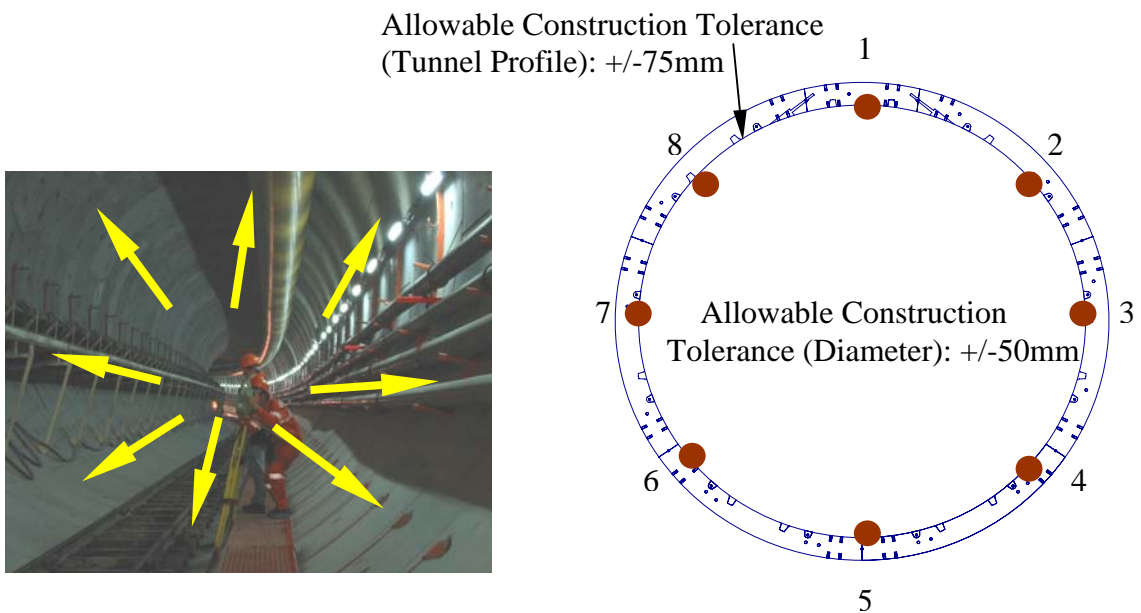 Allowable Construction Tolerance
(Tunnel Profile): +/-75mm
1
2
3
4
5
6
7
8
Allowable Construction
Tolerance (Diameter): +/-50mm